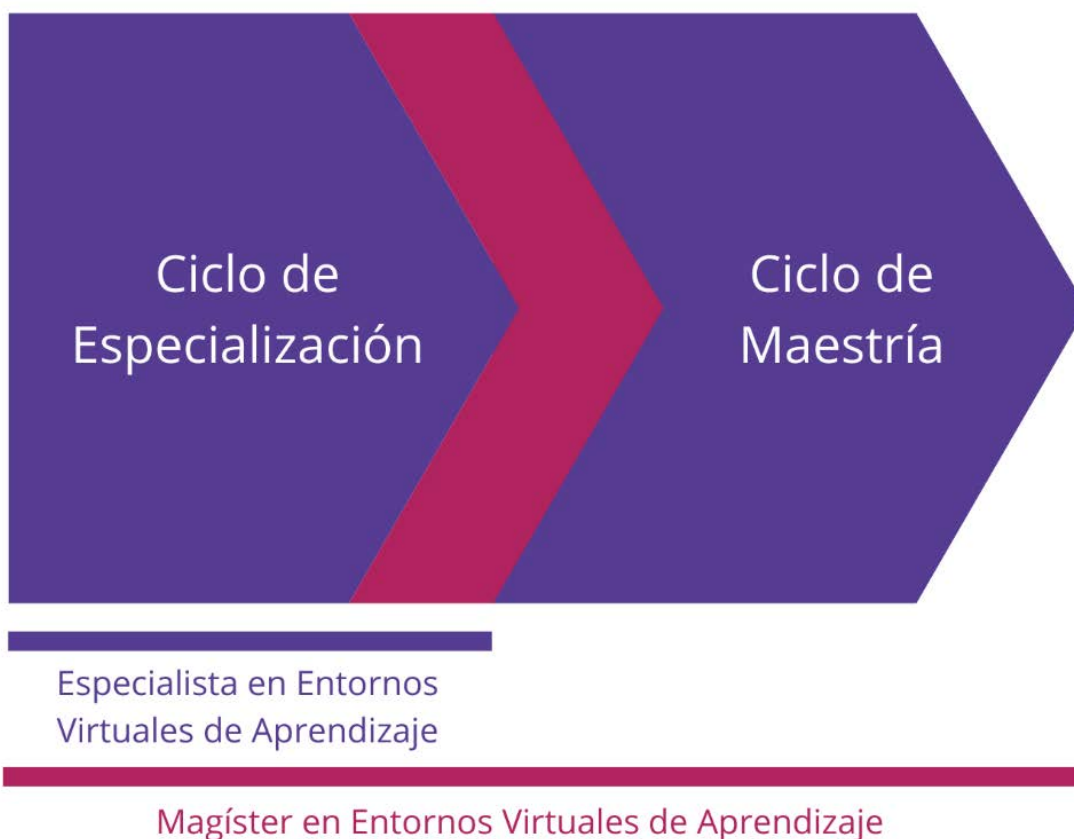 Ciclo de
Especialización
Ciclo de
Maestría
Especialista en Entornos
Virtuales de Aprendizaje
Magíster en Entornos Virtuales de Aprendizaje